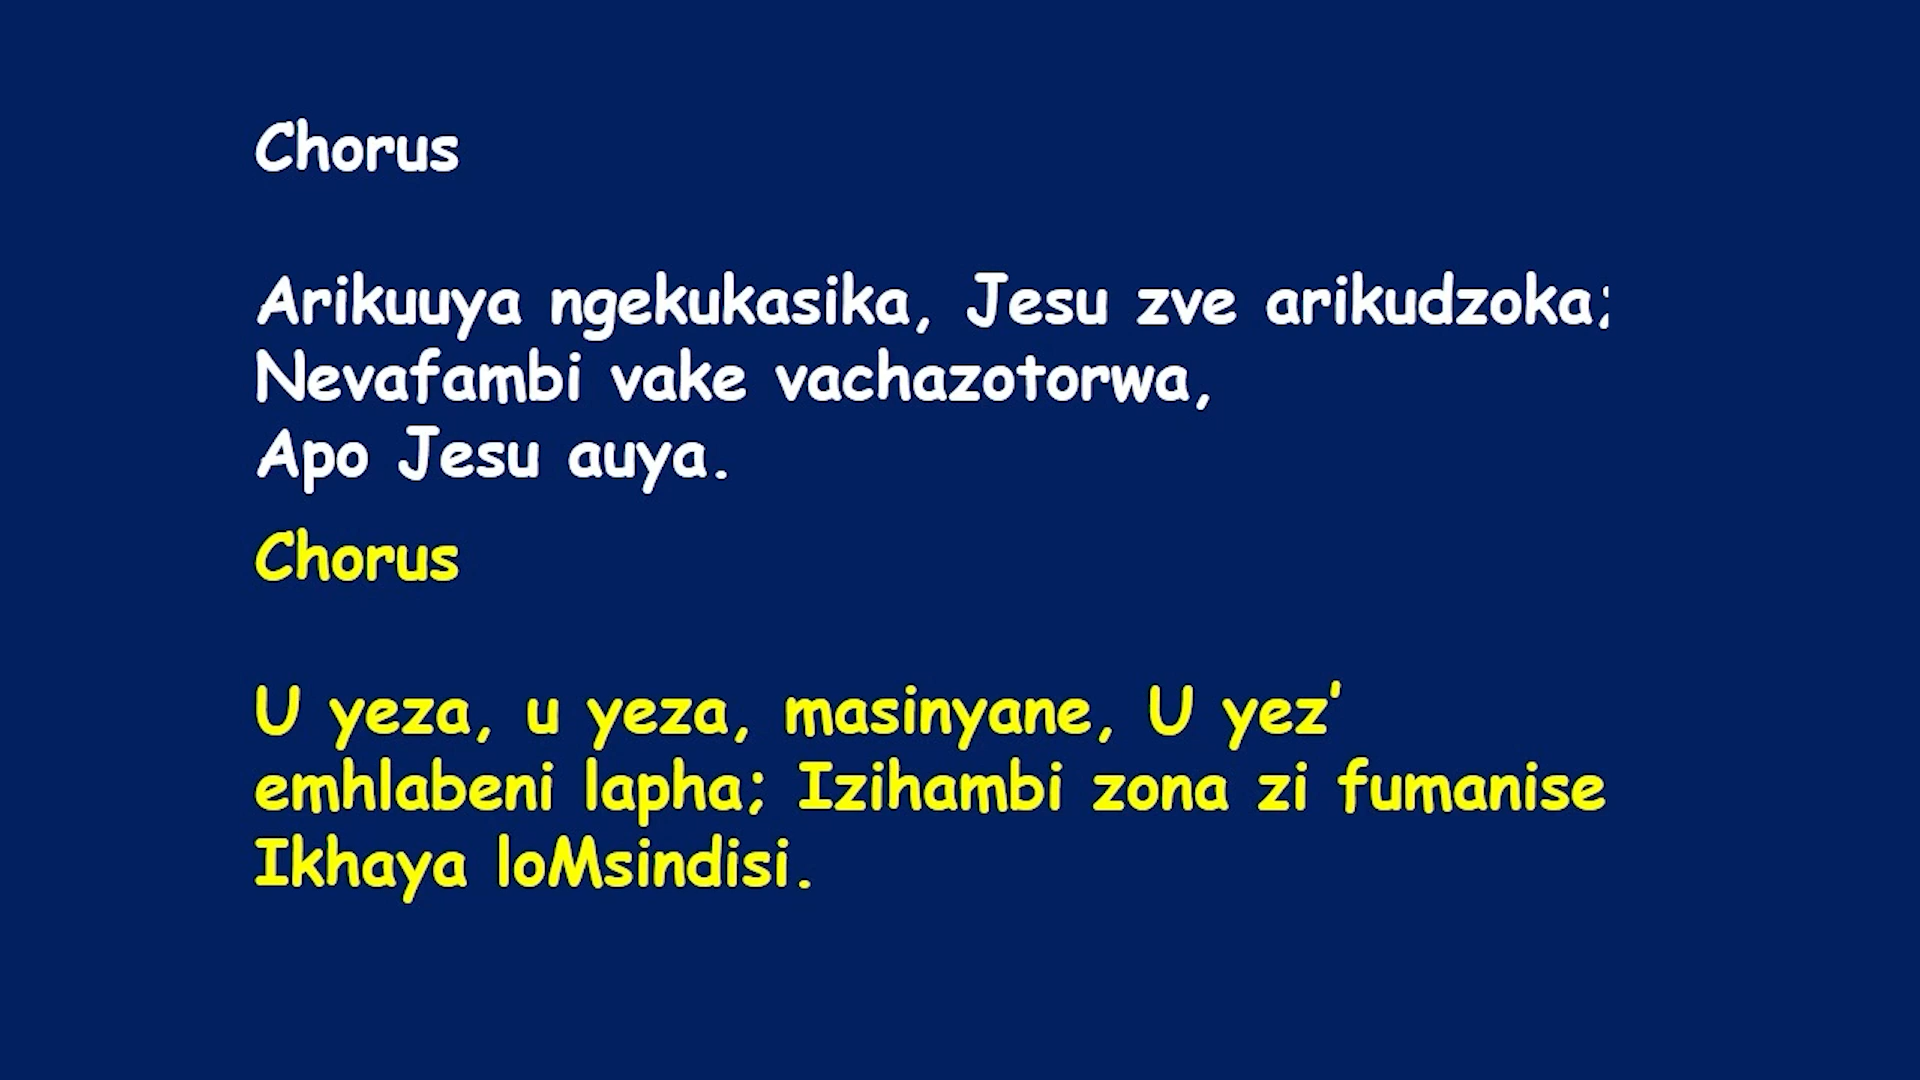 Chorus
Arikuuya ngekukasika, Jesu zve arikudzoka;
Nevafambi vake vachazotorwa,
Apo Jesu auya.
Chorus
U yeza, u yeza, masinyane, U yez’
emhlabeni lapha; Izihambi zona zi fumanise
Ikhaya loMsindisi.